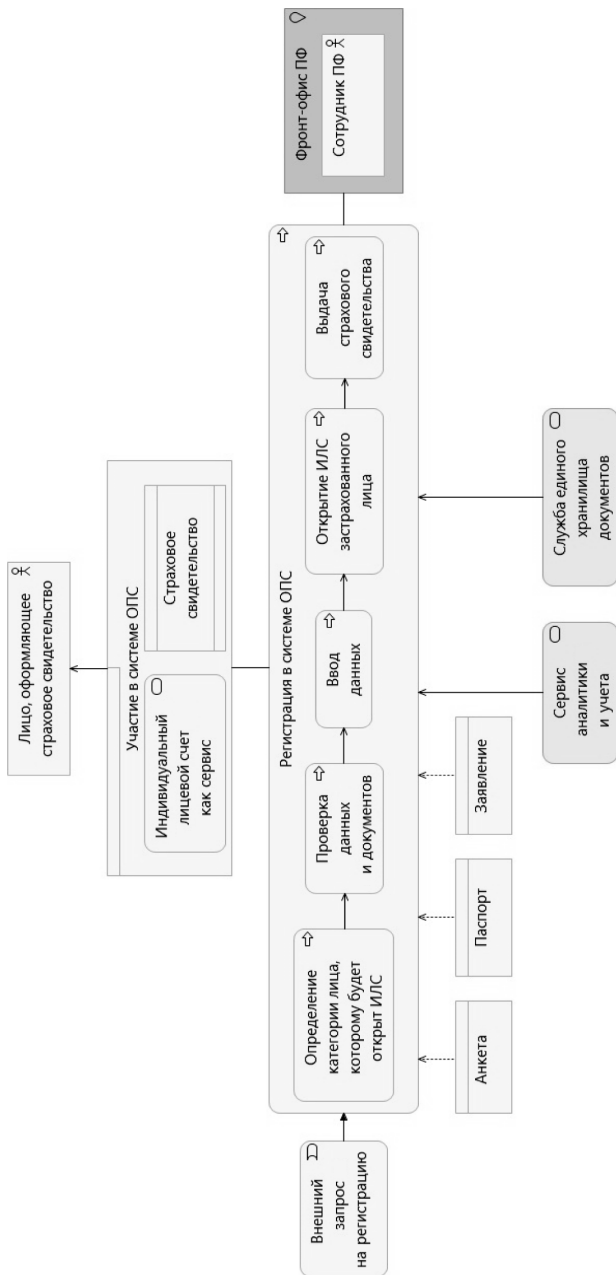 Лицо, оформляющее
страховое свидетельство
Участие в системе ОПС
Индивидуальный
лицевой счет
как сервис
Страховое
свидетельство
Регистрация в системе ОПС
Внешний
запрос
на регистрацию
Определение
категории лица,
которому будет
открыт ИЛС
Проверка
данных
и документов
Ввод
данных
Открытие ИЛС
застрахованного
лица
Выдача
страхового
свидетельства
Фронт-офис ПФ
Сотрудник ПФ
Анкета
Паспорт
Заявление
Сервис
аналитики
и учета
Служба единого
хранилища
документов